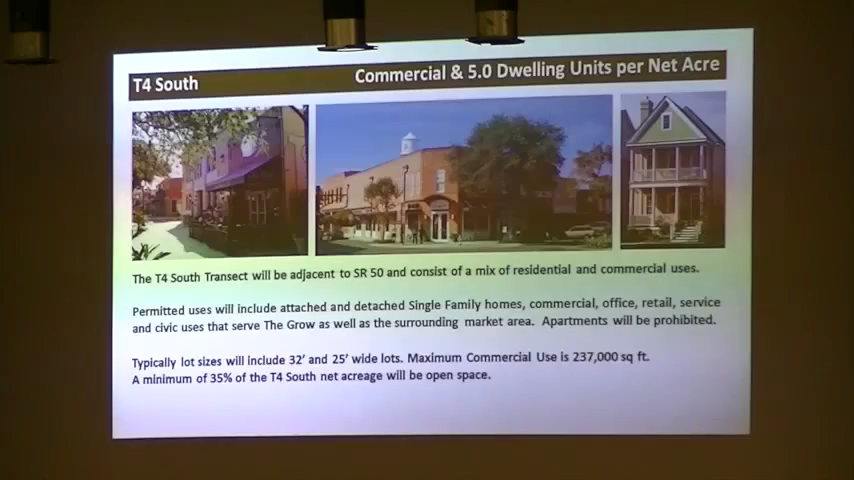 T4 South
Commercial & 5.0 Dwelling Units per Net Acre
The T4 South Transect will be adjacent to SR 50 and consist of a mix of residential and commercial uses.
Permitted uses will include attached and detached Single Family homes, commercial, office, retail, service
and civic uses that serve The Grow as well as the surrounding market area.  Apartments will be prohibited.
Typically lot sizes will include 32' and 25' wide lots. Maximum Commercial Use is 237,000 sq ft.
A minimum of 35% of the T4 South net acreage will be open space.